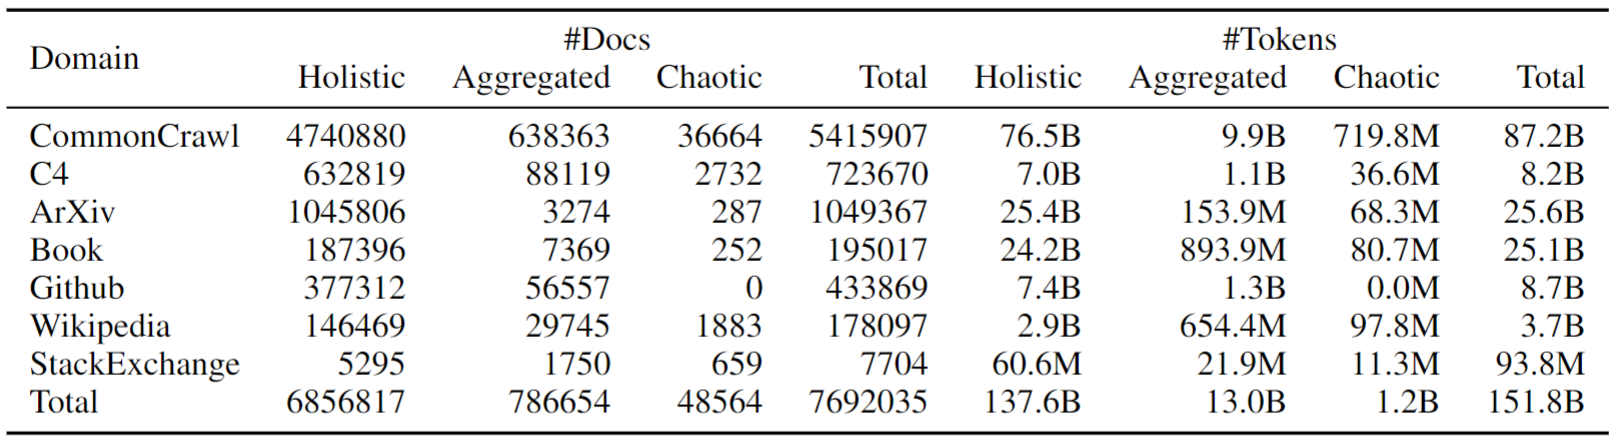 Domain #Docs #Tokens
Holistic Aggregated Chaotic Total Holistic Aggregated Chaotic Total
CommonCrawl 4740880 638363 36664 5415907 76.5B 9.9B 719.8M 87.2B
C4 632819 88119 2732 723670 7.0B 1.1B 36.6M 8.2B
ArXiv 1045806 3274 287 1049367 25.4B 153.9M 68.3M 25.6B
Book 187396 7369 252 195017 24.2B 893.9M 80.7M 25.1B
Github 377312 56557 0 433869 7.4B 1.3B 0.0M 8.7B
Wikipedia 146469 29745 1883 178097 2.9B 654.4M 97.8M 3.7B
StackExchange 5295 1750 659 7704 60.6M 21.9M 11.3M 93.8M
Total 6856817 786654 48564 7692035 137.6B 13.0B 1.2B 151.8B